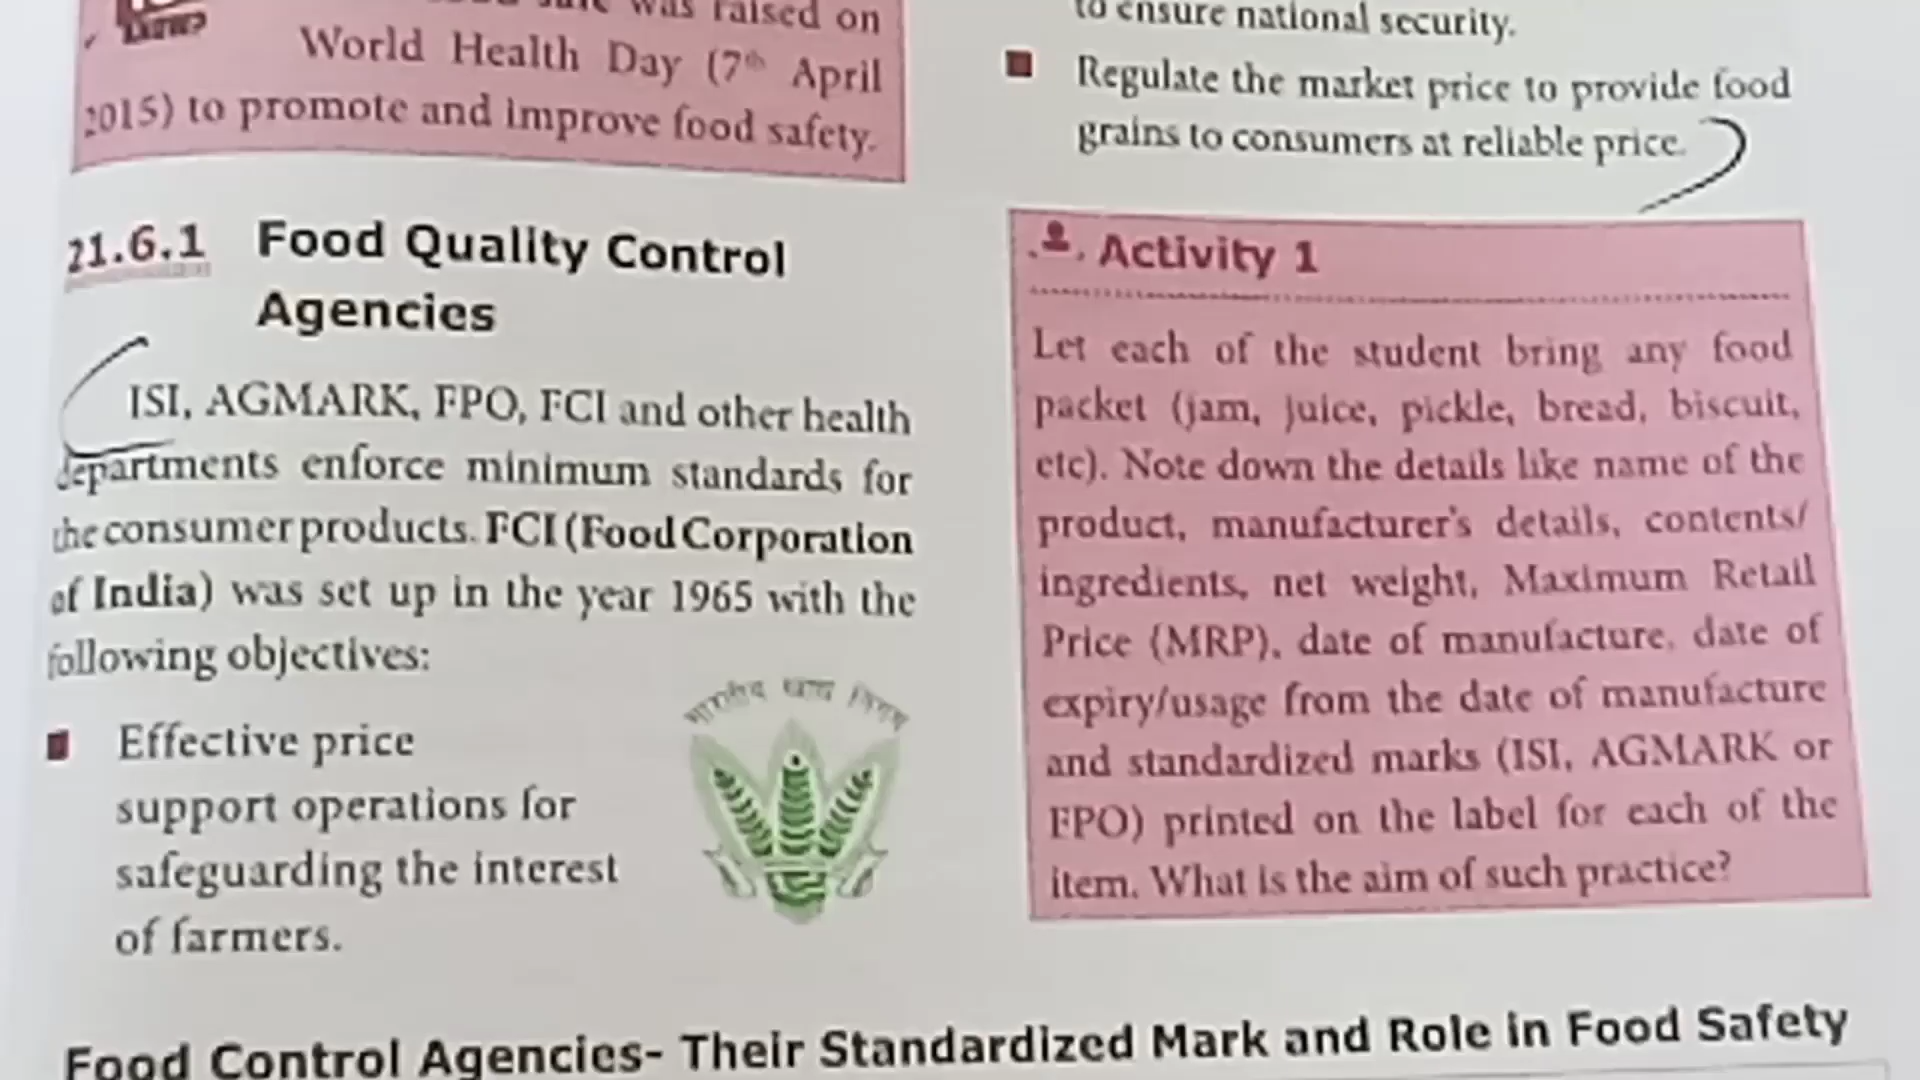 was raised on
World Health Day (7th April
2015) to promote and improve food safety.
21.6.1 Food Quality Control
Agencies
ISI, AGMARK, FPO, FCI and other health
departments enforce minimum standards for
the consumer products. FCI (Food Corporation
of India) was set up in the year 1965 with the
following objectives:
Effective price
support operations for
safeguarding the interest
of farmers.
भारतीय खाद्य निगम
to ensure national security.
Regulate the market price to provide food
grains to consumers at reliable price.
Activity 1
Let each of the student bring any food
packet (jam, juice, pickle, bread, biscuit,
etc). Note down the details like name of the
product, manufacturer's details, contents/
ingredients, net weight, Maximum Retail
Price (MRP), date of manufacture, date of
expiry/usage from the date of manufacture
and standardized marks (ISI, AGMARK or
FPO) printed on the label for each of the
item. What is the aim of such practice?
Food Control Agencies- Their Standardized Mark and Role in Food Safety